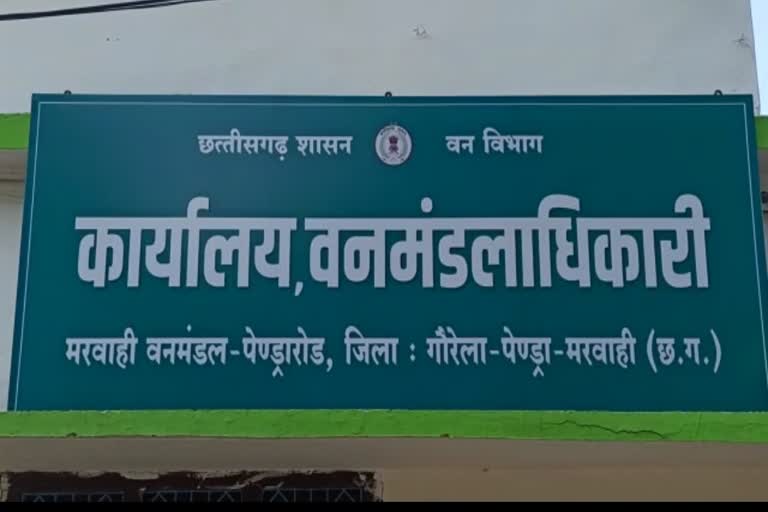 छत्तीसगढ़ शासन वन विभाग
कार्यालय, वनमंडलाधिकारी
मरवाही वनमंडल-पेण्ड्रारोड, जिला : गौरेला-पेण्ड्रा-मरवाही (छ.ग.)